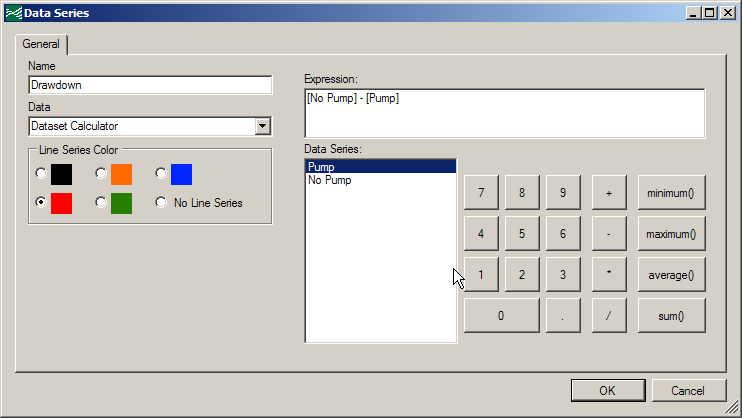 Data Series
General
Name
Drawdown
Data
Dataset Calculator
Line Series Color
No Line Series
Expression:
[No Pump] - [Pump]
Data Series:
Pump
No Pump
7 8 9 + minimum()
4 5 6 - maximum()
1 2 3 * average()
0 . / sum()
OK Cancel